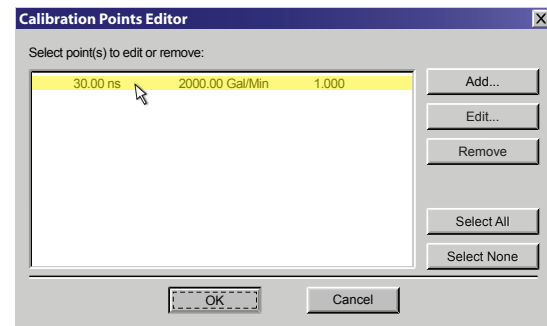 Calibration Points Editor
X
Select point(s) to edit or remove:
30.00 ns 2000.00 Gal/Min 1.000
Add...
Edit...
Remove
Select All
Select None
OK Cancel